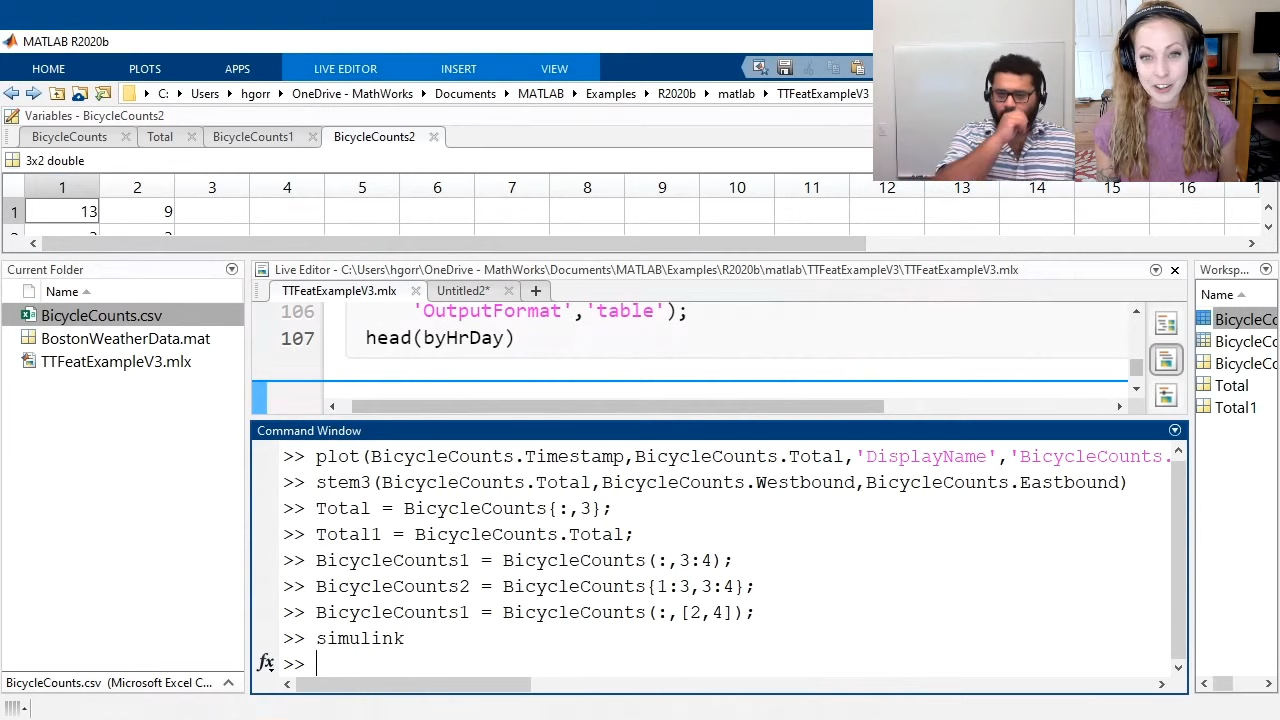 MATLAB R2020b
HOME PLOTS APPS LIVE EDITOR INSERT VIEW
C: Users hgorr OneDrive - MathWorks Documents MATLAB Examples R2020b matlab TTFeatExampleV3
Variables - BicycleCounts2
BicycleCounts Total BicycleCounts1 BicycleCounts2
3x2 double
1 2 3 4 5 6 7 8 9 10 11 12 13 14 15 16
1 13 9
Current Folder
Name
BicycleCounts.csv
BostonWeatherData.mat
TTFeatExampleV3.mlx
BicycleCounts.csv (Microsoft Excel C...
Live Editor - C:\Users\hgorr\OneDrive - MathWorks\Documents\MATLAB\Examples\R2020b\matlab\TTFeatExampleV3\TTFeatExampleV3.mlx
TTFeatExampleV3.mlx Untitled2* +
106 'OutputFormat','table');
107 head(byHrDay)
Command Window
>> plot(BicycleCounts.Timestamp,BicycleCounts.Total,'DisplayName','BicycleCounts.
>> stem3(BicycleCounts.Total,BicycleCounts.Westbound,BicycleCounts.Eastbound)
>> Total = BicycleCounts{:,3};
>> Total1 = BicycleCounts.Total;
>> BicycleCounts1 = BicycleCounts(:,3:4);
>> BicycleCounts2 = BicycleCounts{1:3,3:4};
>> BicycleCounts1 = BicycleCounts(:,[2,4]);
>> simulink
fx >>
Worksp...
Name
BicycleCo
BicycleCo
BicycleCo
Total
Total1